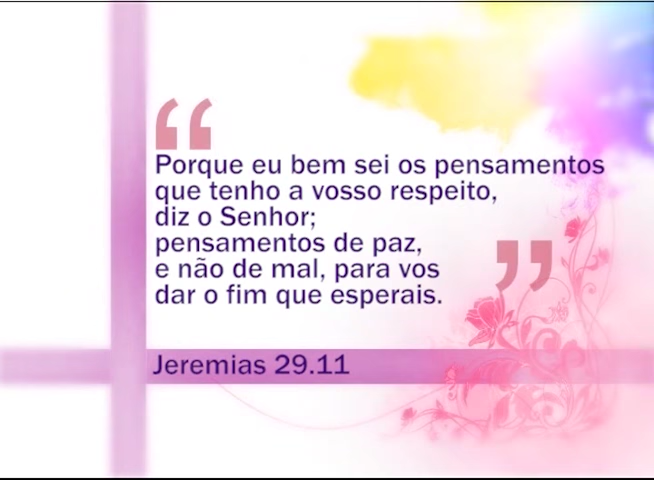 “
Porque eu bem sei os pensamentos
que tenho a vosso respeito,
diz o Senhor;
pensamentos de paz,
e não de mal, para vos
dar o fim que esperais.
”
Jeremias 29.11